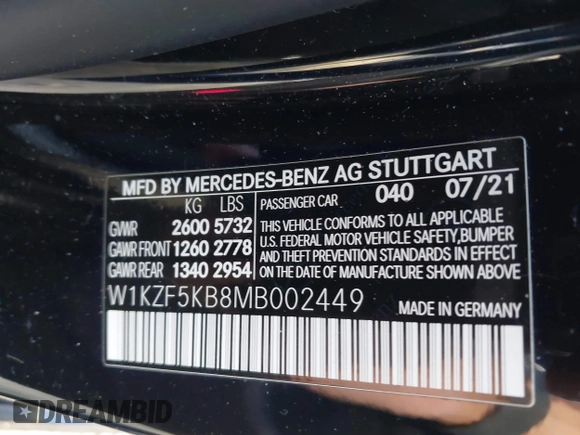 MFD BY MERCEDES-BENZ AG STUTTGART
KG LBS PASSENGER CAR 040 07/21
GVWR 2600 5732 THIS VEHICLE CONFORMS TO ALL APPLICABLE
GAWR FRONT 1260 2778 U.S. FEDERAL MOTOR VEHICLE SAFETY, BUMPER
GAWR REAR 1340 2954 AND THEFT PREVENTION STANDARDS IN EFFECT
ON THE DATE OF MANUFACTURE SHOWN ABOVE.
W1KZF5KB8MB002449
MADE IN GERMANY
DREAMBID